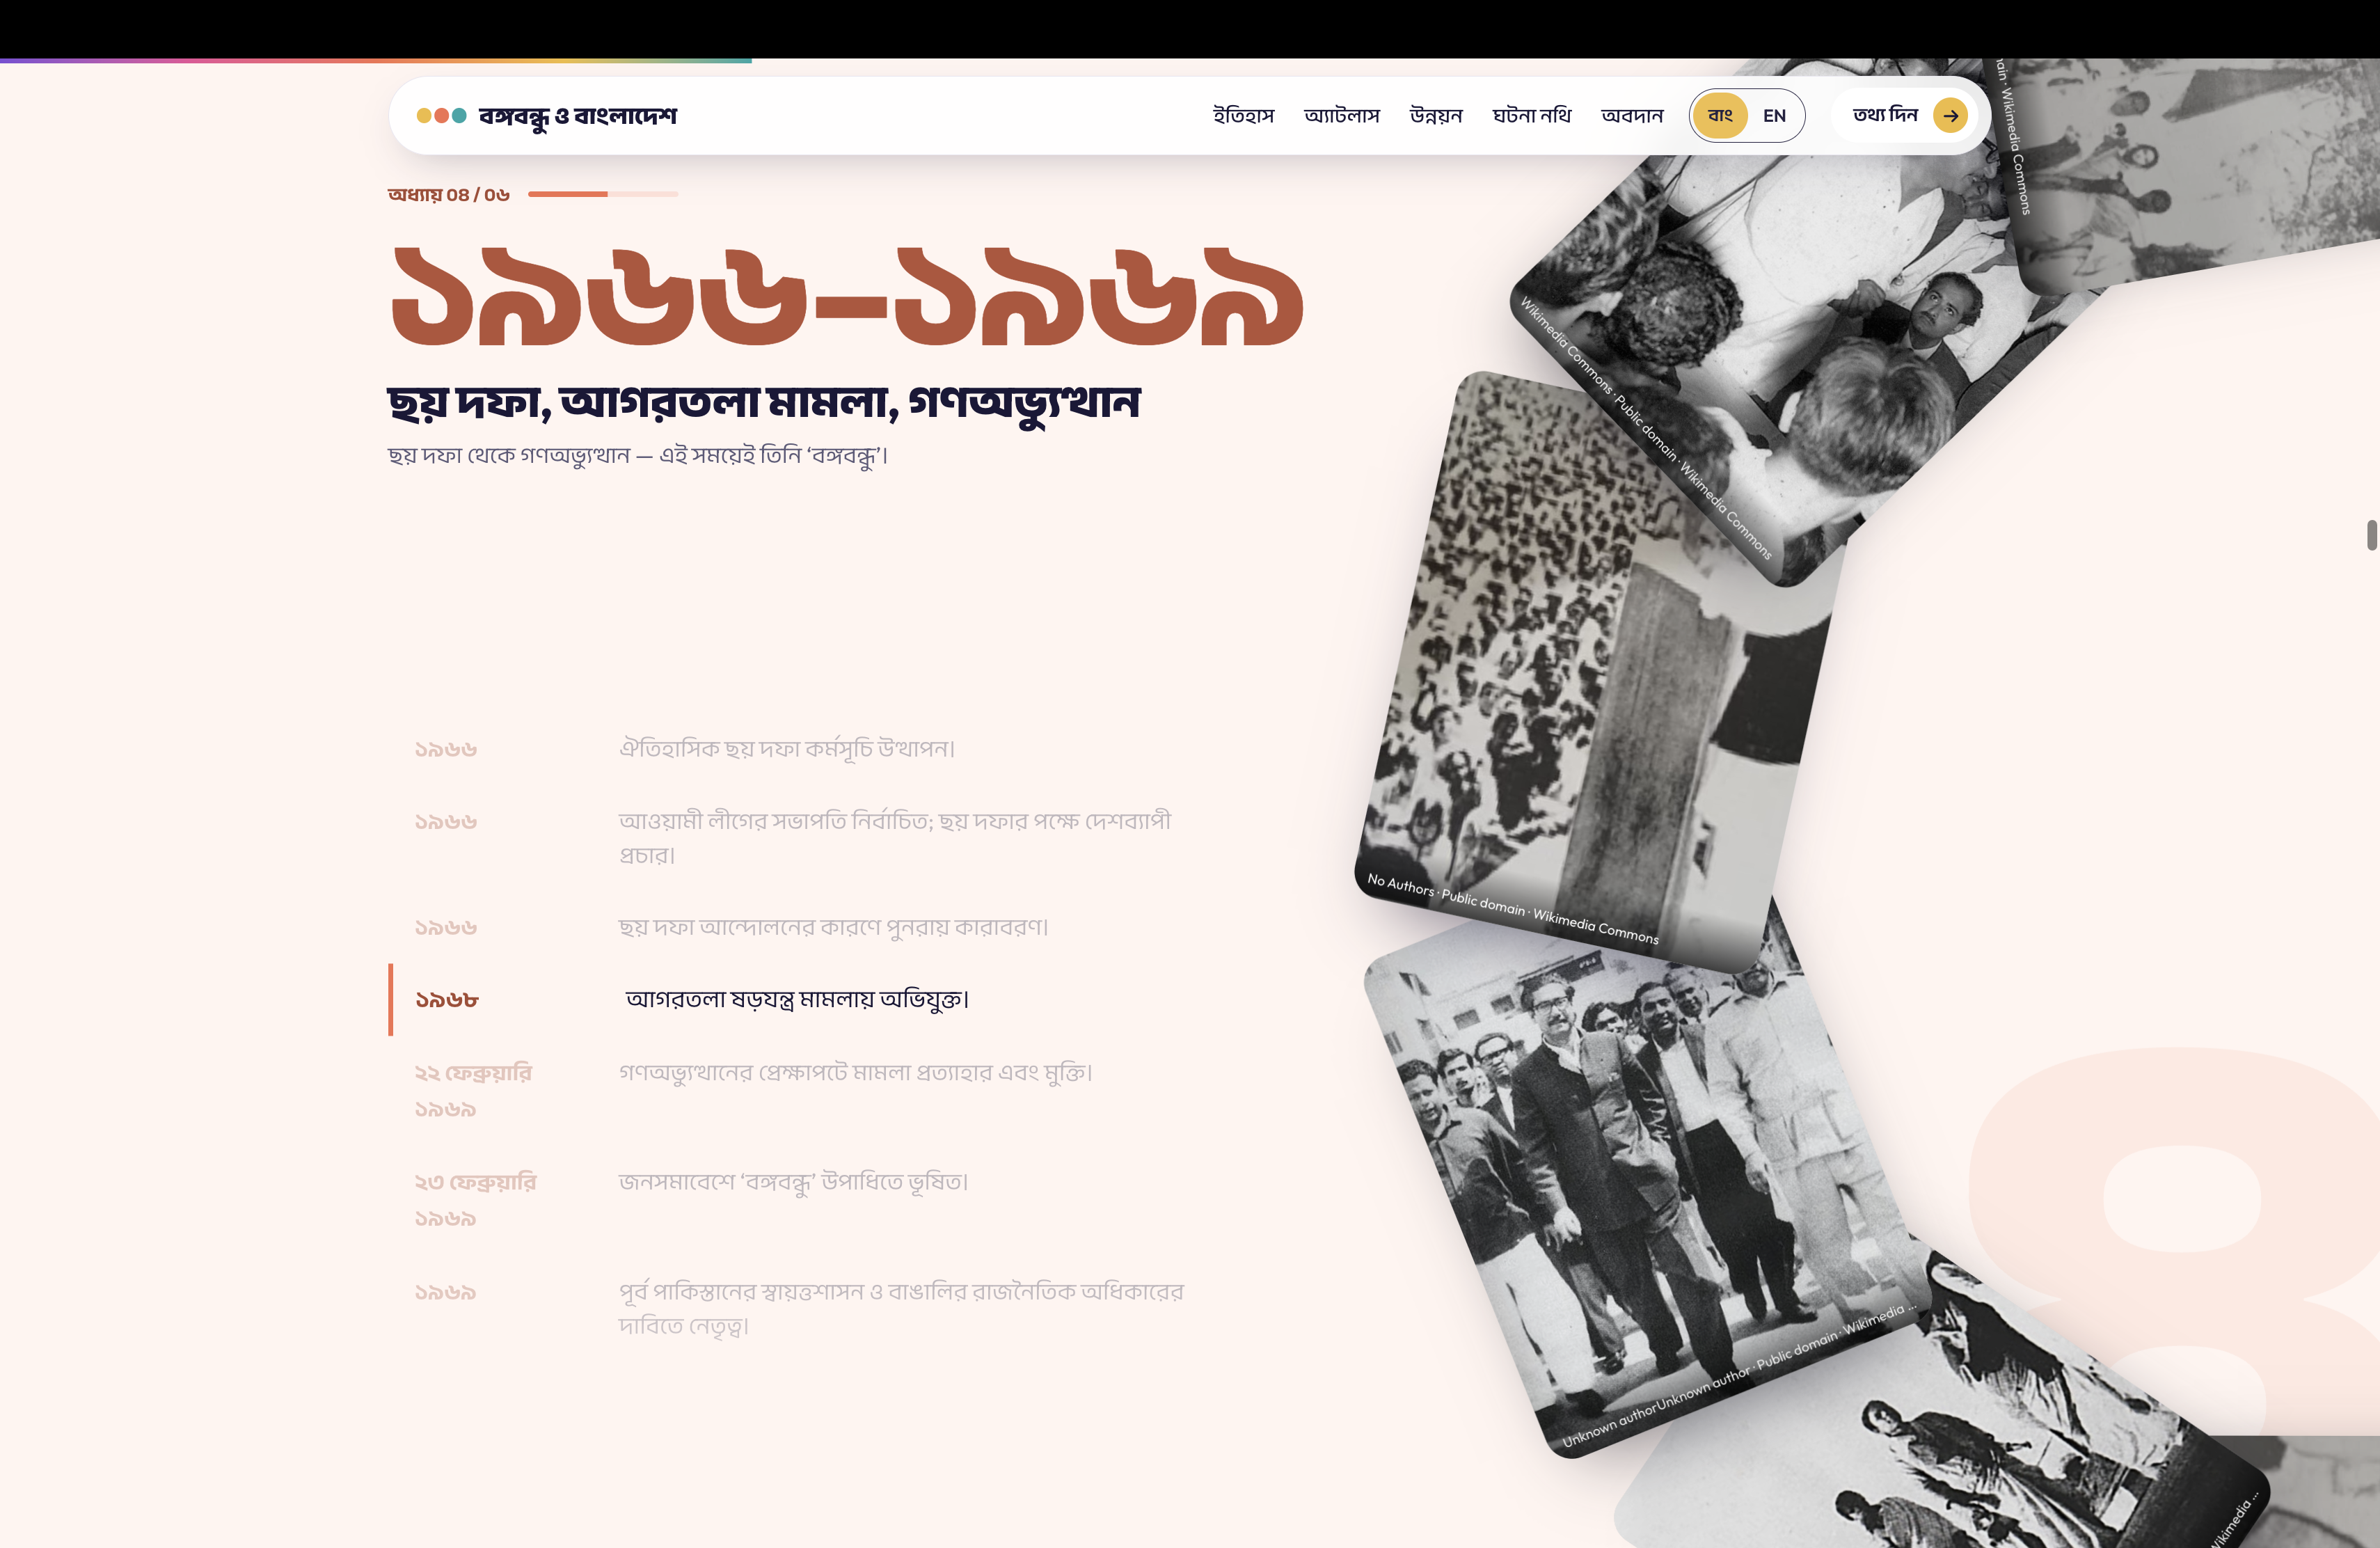 বঙ্গবন্ধু ও বাংলাদেশ
ইতিহাস
অ্যাটলাস
উন্নয়ন
ঘটনা নথি
অবদান
বাং
EN
তথ্য দিন
অধ্যায় ০৪ / ০৬
১৯৬৬–১৯৬৯
ছয় দফা, আগরতলা মামলা, গণঅভ্যুত্থান
ছয় দফা থেকে গণঅভ্যুত্থান — এই সময়েই তিনি ‘বঙ্গবন্ধু’।
১৯৬৬
ঐতিহাসিক ছয় দফা কর্মসূচি উত্থাপন।
১৯৬৬
আওয়ামী লীগের সভাপতি নির্বাচিত; ছয় দফার পক্ষে দেশব্যাপী
প্রচার।
১৯৬৬
ছয় দফা আন্দোলনের কারণে পুনরায় কারাবরণ।
১৯৬৮
আগরতলা ষড়যন্ত্র মামলায় অভিযুক্ত।
২২ ফেব্রুয়ারি
১৯৬৯
গণঅভ্যুত্থানের প্রেক্ষাপটে মামলা প্রত্যাহার এবং মুক্তি।
২৩ ফেব্রুয়ারি
১৯৬৯
জনসমাবেশে ‘বঙ্গবন্ধু’ উপাধিতে ভূষিত।
১৯৬৯
পূর্ব পাকিস্তানের স্বায়ত্তশাসন ও বাঙালির রাজনৈতিক অধিকারের
দাবিতে নেতৃত্ব।
· Wikimedia Commons
Wikimedia Commons · Public domain · Wikimedia Commons
No Authors · Public domain · Wikimedia Commons
Unknown authorUnknown author · Public domain · Wikimedia ...
Wikimedia ...
৪